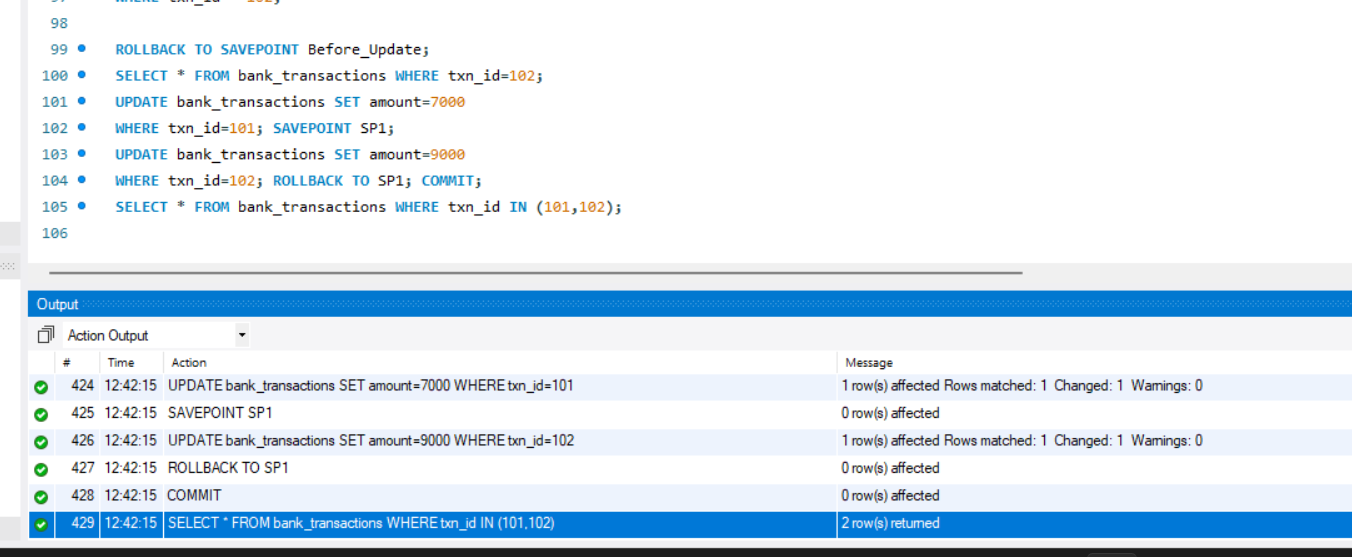 98
99 ROLLBACK TO SAVEPOINT Before_Update;
100 SELECT * FROM bank_transactions WHERE txn_id=102;
101 UPDATE bank_transactions SET amount=7000
102 WHERE txn_id=101; SAVEPOINT SP1;
103 UPDATE bank_transactions SET amount=9000
104 WHERE txn_id=102; ROLLBACK TO SP1; COMMIT;
105 SELECT * FROM bank_transactions WHERE txn_id IN (101,102);
106
Output
Action Output
# Time Action Message
424 12:42:15 UPDATE bank_transactions SET amount=7000 WHERE txn_id=101 1 row(s) affected Rows matched: 1 Changed: 1 Warnings: 0
425 12:42:15 SAVEPOINT SP1 0 row(s) affected
426 12:42:15 UPDATE bank_transactions SET amount=9000 WHERE txn_id=102 1 row(s) affected Rows matched: 1 Changed: 1 Warnings: 0
427 12:42:15 ROLLBACK TO SP1 0 row(s) affected
428 12:42:15 COMMIT 0 row(s) affected
429 12:42:15 SELECT * FROM bank_transactions WHERE txn_id IN (101,102) 2 row(s) returned